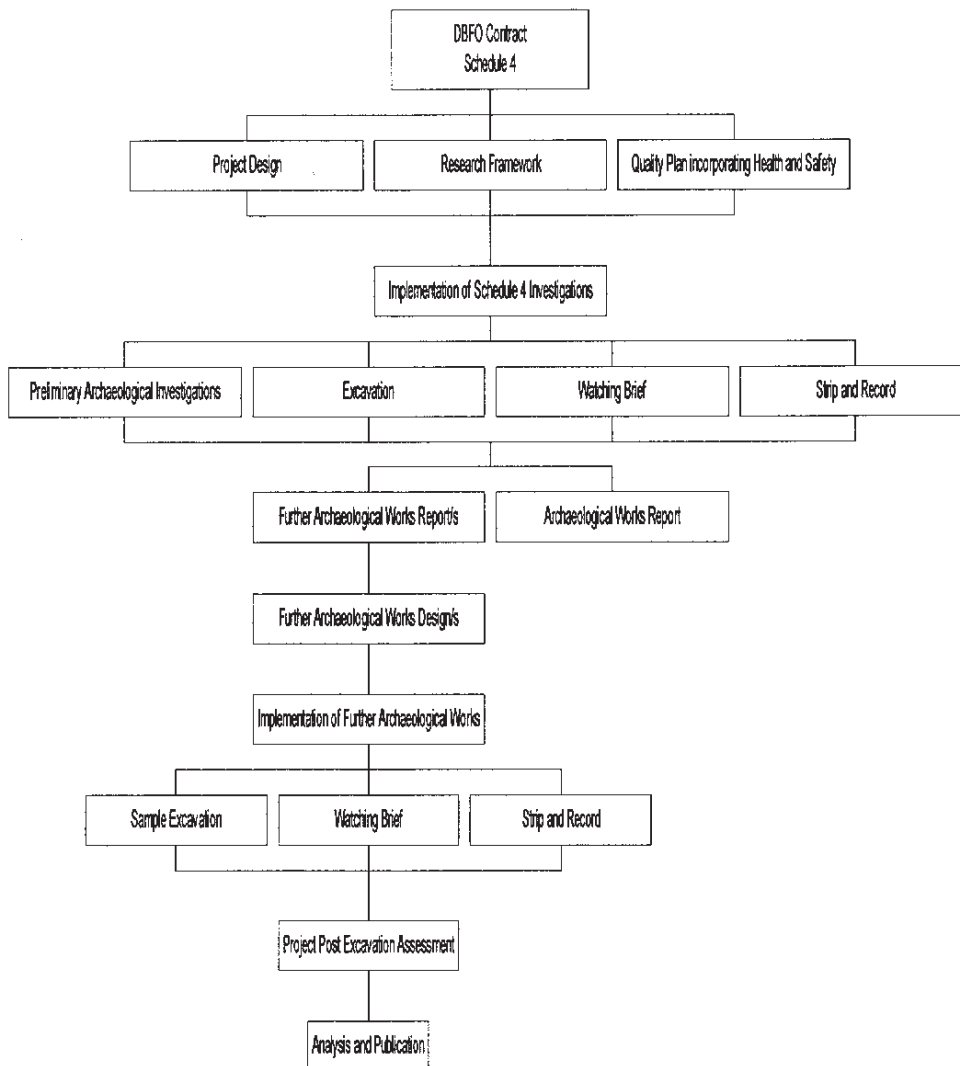 DBFO Contract
Schedule 4
Project Design
Research Framework
Quality Plan incorporating Health and Safety
Implementation of Schedule 4 Investigations
Preliminary Archaeological Investigations
Excavation
Watching Brief
Strip and Record
Further Archaeological Works Report/s
Archaeological Works Report
Further Archaeological Works Design/s
Implementation of Further Archaeological Works
Sample Excavation
Watching Brief
Strip and Record
Project Post Excavation Assessment
Analysis and Publication